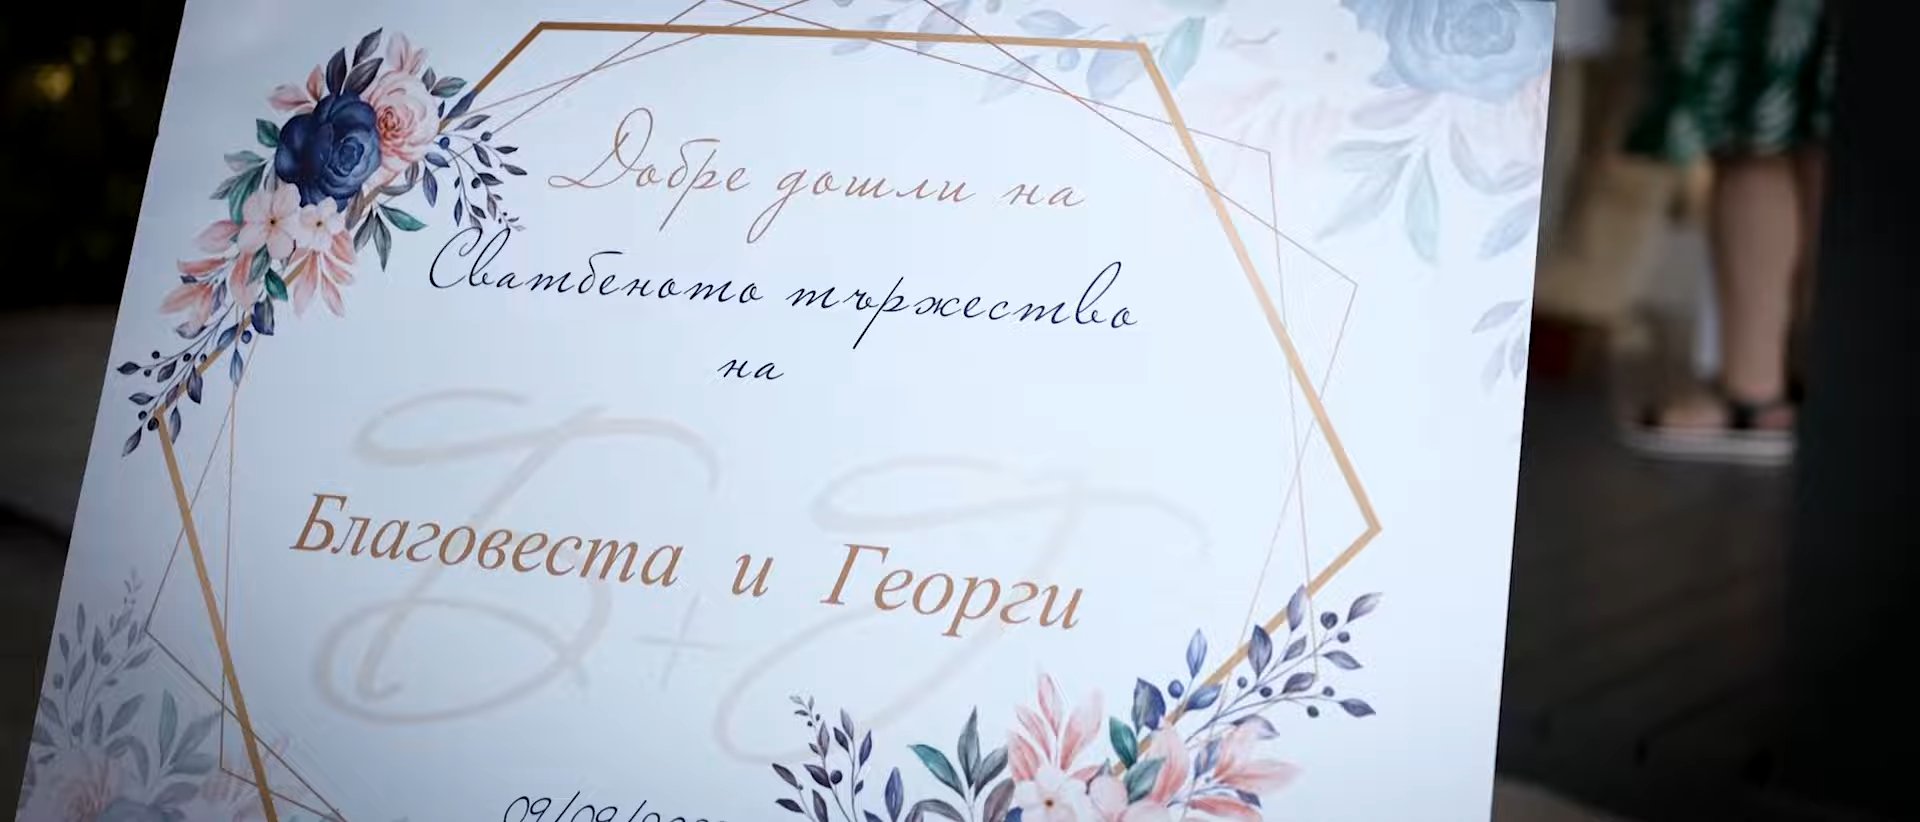 Добре дошли на
Сватбеното тържество
на
Благовеста и Георги
Б + Г